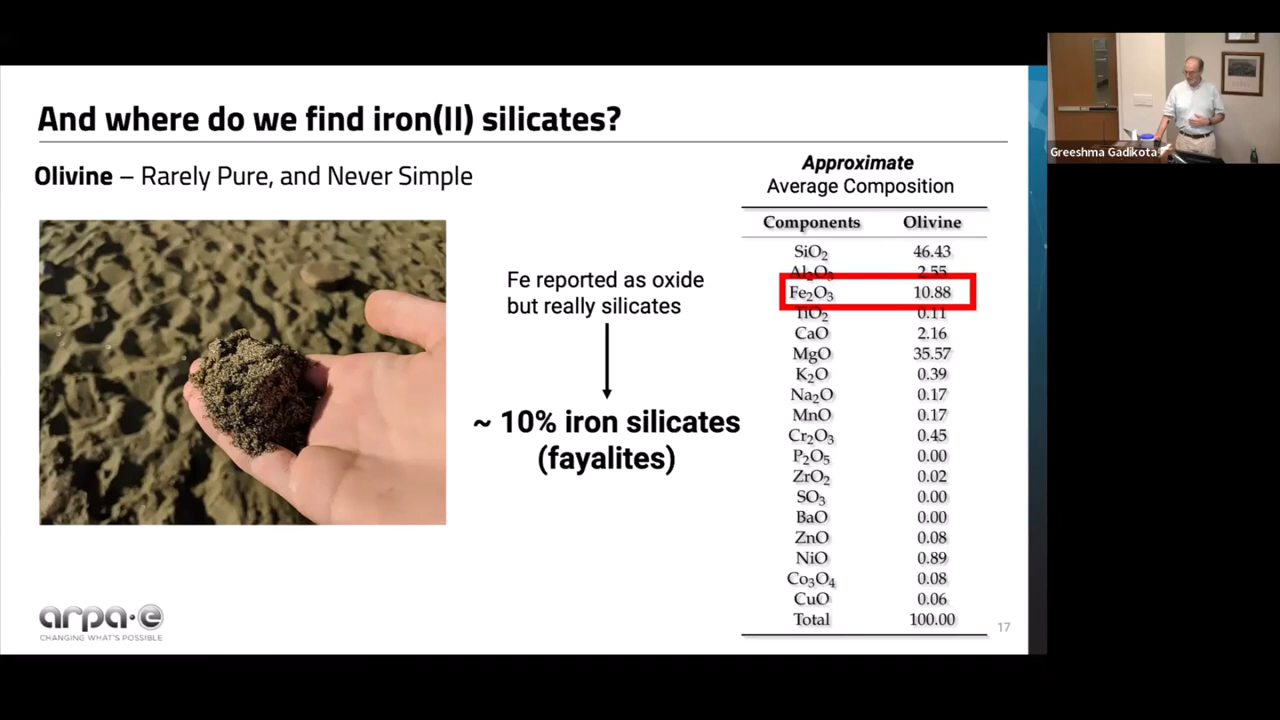 And where do we find iron(II) silicates?
Olivine – Rarely Pure, and Never Simple
Fe reported as oxide
but really silicates
~ 10% iron silicates
(fayalites)
Approximate
Average Composition
Components Olivine
SiO2 46.43
Al2O3 2.55
Fe2O3 10.88
TiO2 0.11
CaO 2.16
MgO 35.57
K2O 0.39
Na2O 0.17
MnO 0.17
Cr2O3 0.45
P2O5 0.00
ZrO2 0.02
SO3 0.00
BaO 0.00
ZnO 0.08
NiO 0.89
Co3O4 0.08
CuO 0.06
Total 100.00
arpa·e
CHANGING WHAT'S POSSIBLE
17
Greeshma Gadikota